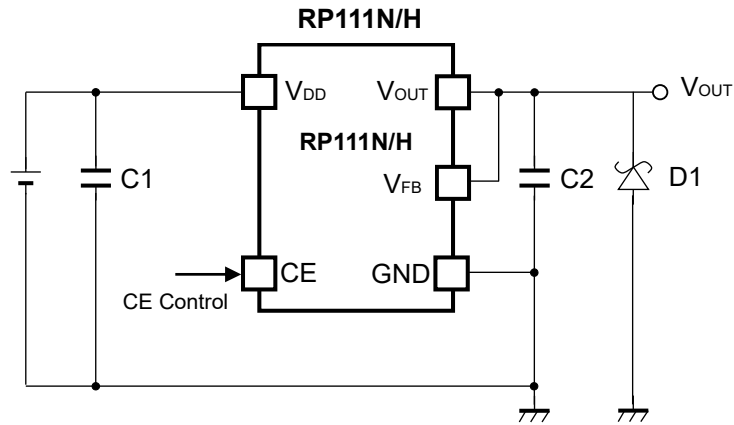 RP111N/H
VDD
VOUT
VOUT
RP111N/H
C1
VFB
C2
D1
CE
GND
CE Control